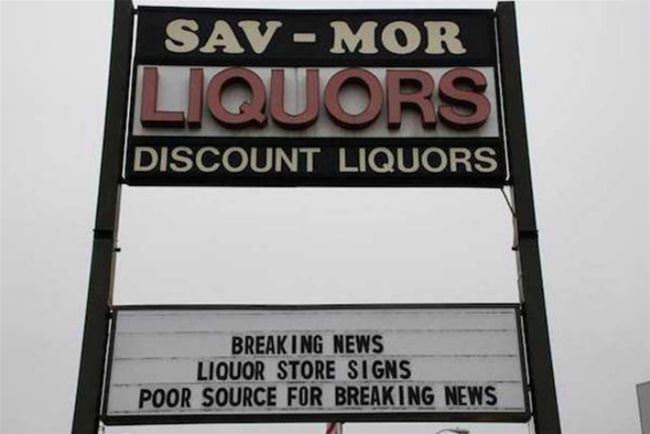 SAV-MOR
LIQUORS
DISCOUNT LIQUORS
BREAKING NEWS
LIQUOR STORE SIGNS
POOR SOURCE FOR BREAKING NEWS